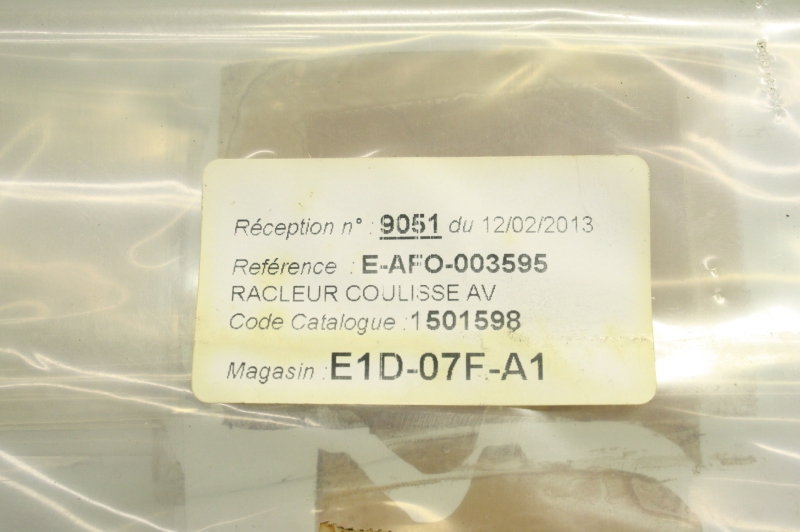 Réception n° : 9051 du 12/02/2013
Reférence : E-AFO-003595
RACLEUR COULISSE AV
Code Catalogue : 1501598
Magasin : E1D-07F-A1